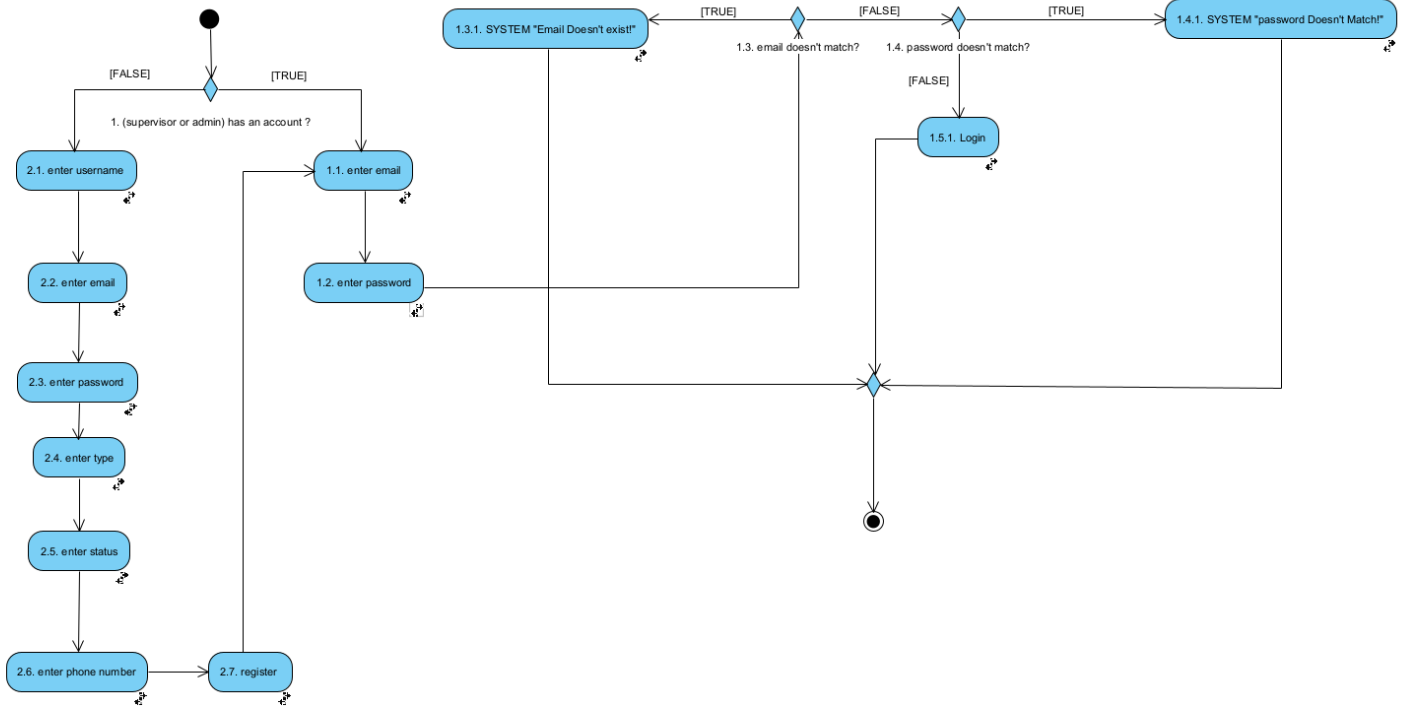 [TRUE]
[FALSE]
[TRUE]
1.3.1. SYSTEM "Email Doesn't exist!"
1.4.1. SYSTEM "password Doesn't Match!"
1.3. email doesn't match?
1.4. password doesn't match?
[FALSE]
[TRUE]
[FALSE]
1. (supervisor or admin) has an account ?
1.5.1. Login
2.1. enter username
1.1. enter email
2.2. enter email
1.2. enter password
2.3. enter password
2.4. enter type
2.5. enter status
2.6. enter phone number
2.7. register